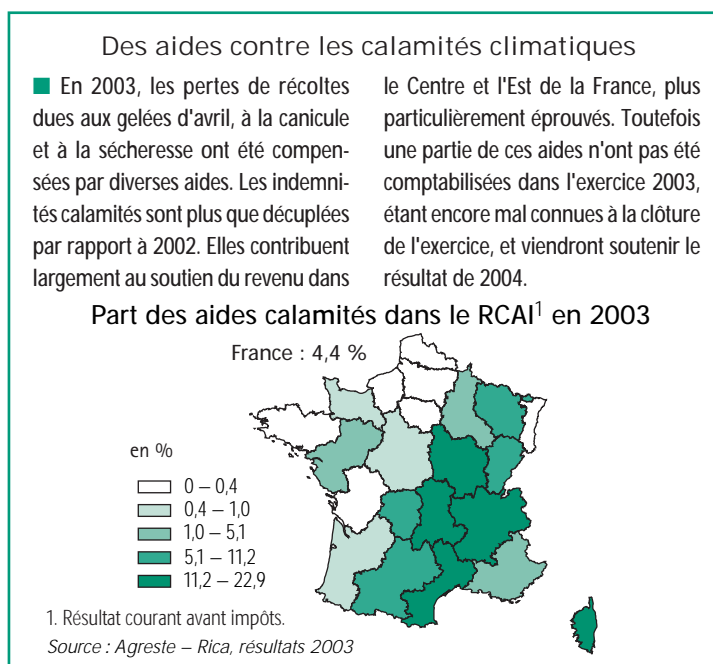 Des aides contre les calamités climatiques
■ En 2003, les pertes de récoltes
dues aux gelées d'avril, à la canicule
et à la sécheresse ont été compen-
sées par diverses aides. Les indemni-
tés calamités sont plus que décuplées
par rapport à 2002. Elles contribuent
largement au soutien du revenu dans
le Centre et l'Est de la France, plus
particulièrement éprouvés. Toutefois
une partie de ces aides n'ont pas été
comptabilisées dans l'exercice 2003,
étant encore mal connues à la clôture
de l'exercice, et viendront soutenir le
résultat de 2004.
Part des aides calamités dans le RCAI¹ en 2003
France : 4,4 %
en %
0 – 0,4
0,4 – 1,0
1,0 – 5,1
5,1 – 11,2
11,2 – 22,9
1. Résultat courant avant impôts.
Source : Agreste – Rica, résultats 2003